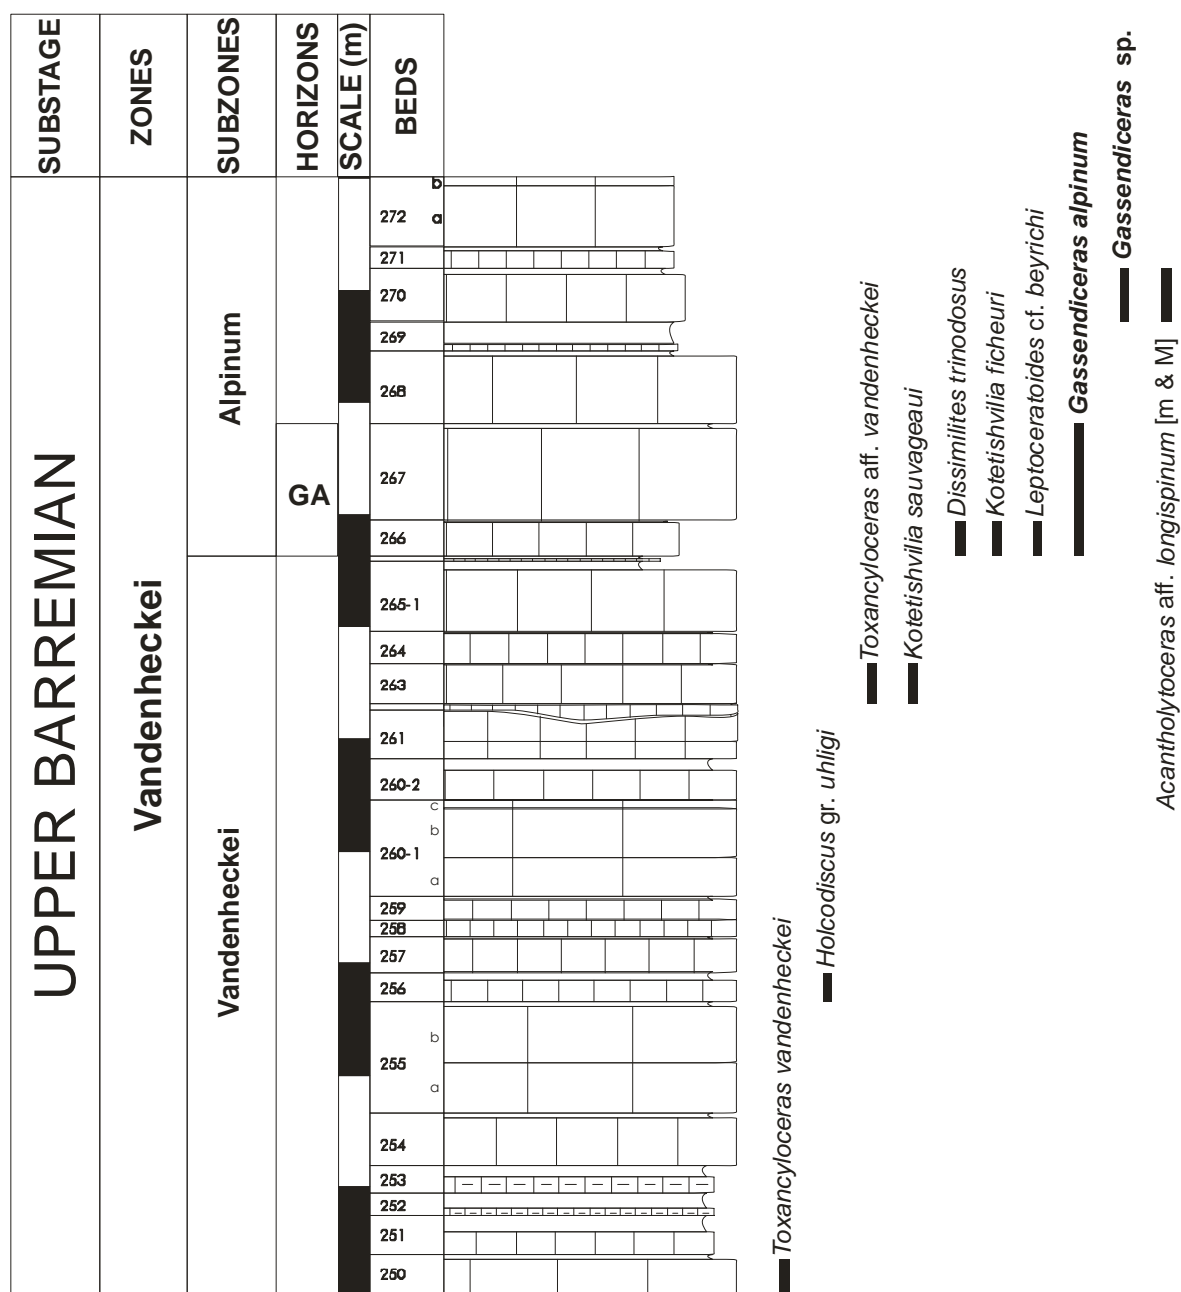 SUBSTAGE
ZONES
SUBZONES
HORIZONS
SCALE (m)
BEDS
UPPER BARREMIAN
Vandenheckei
Alpinum
Vandenheckei
GA
b
272 a
271
270
269
268
267
266
265-1
264
263
261
260-2
c
b
260-1
a
259
258
257
256
b
255
a
254
253
252
251
250
Toxancyloceras vandenheckei
Holcodiscus gr. uhligi
Toxancyloceras aff. vandenheckei
Kotetishvilia sauvageaui
Dissimilites trinodosus
Kotetishvilia ficheuri
Leptoceratoides cf. beyrichi
Gassendiceras alpinum
Gassendiceras sp.
Acantholytoceras aff. longispinum [m & M]